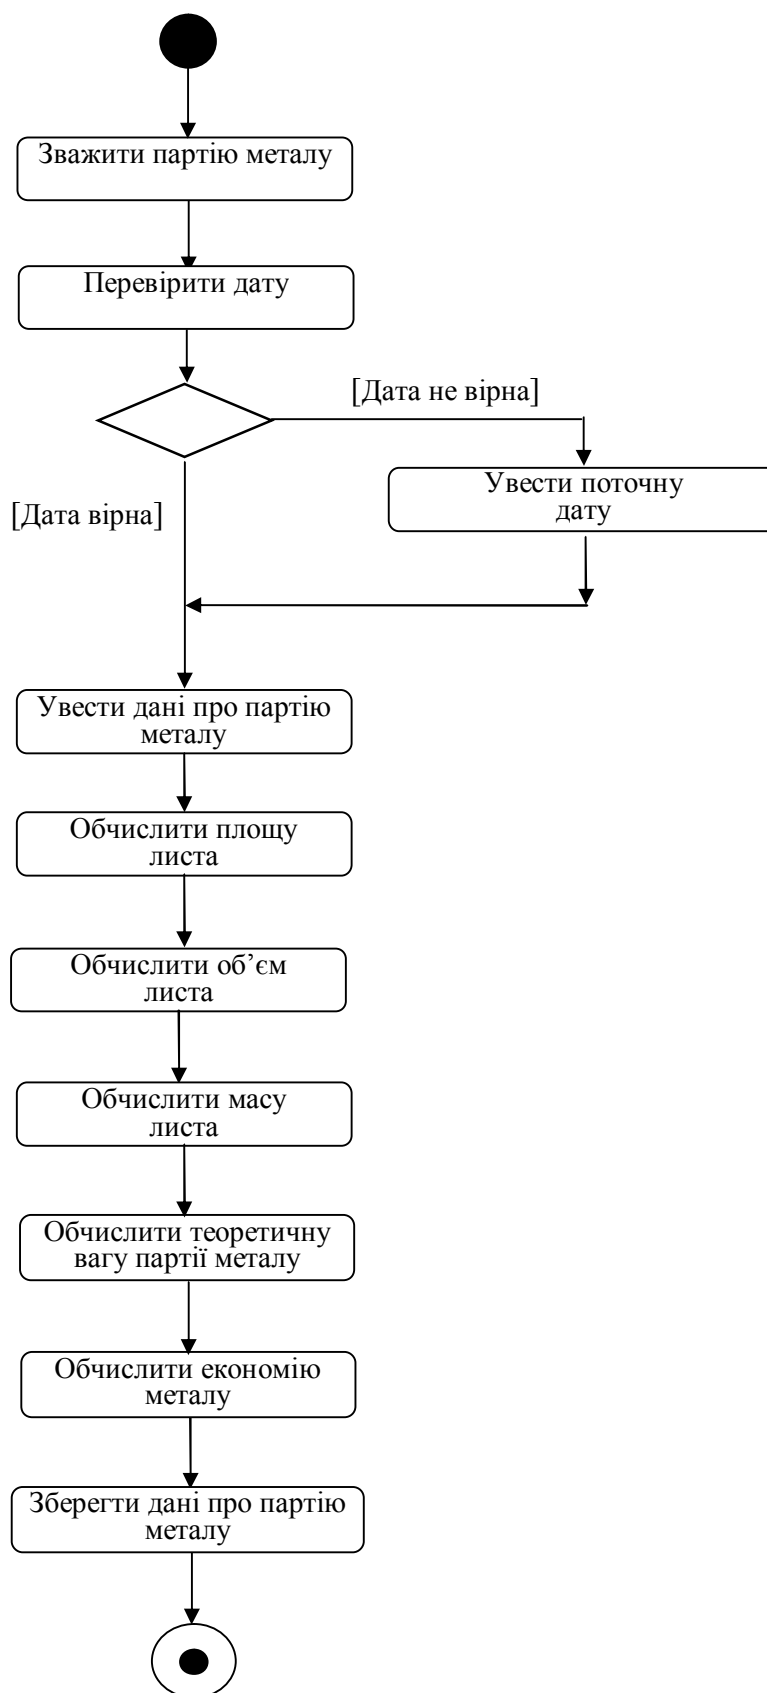 Зважити партію металу
Перевірити дату
[Дата не вірна]
Увести поточну
дату
[Дата вірна]
Увести дані про партію
металу
Обчислити площу
листа
Обчислити об’єм
листа
Обчислити масу
листа
Обчислити теоретичну
вагу партії металу
Обчислити економію
металу
Зберегти дані про партію
металу